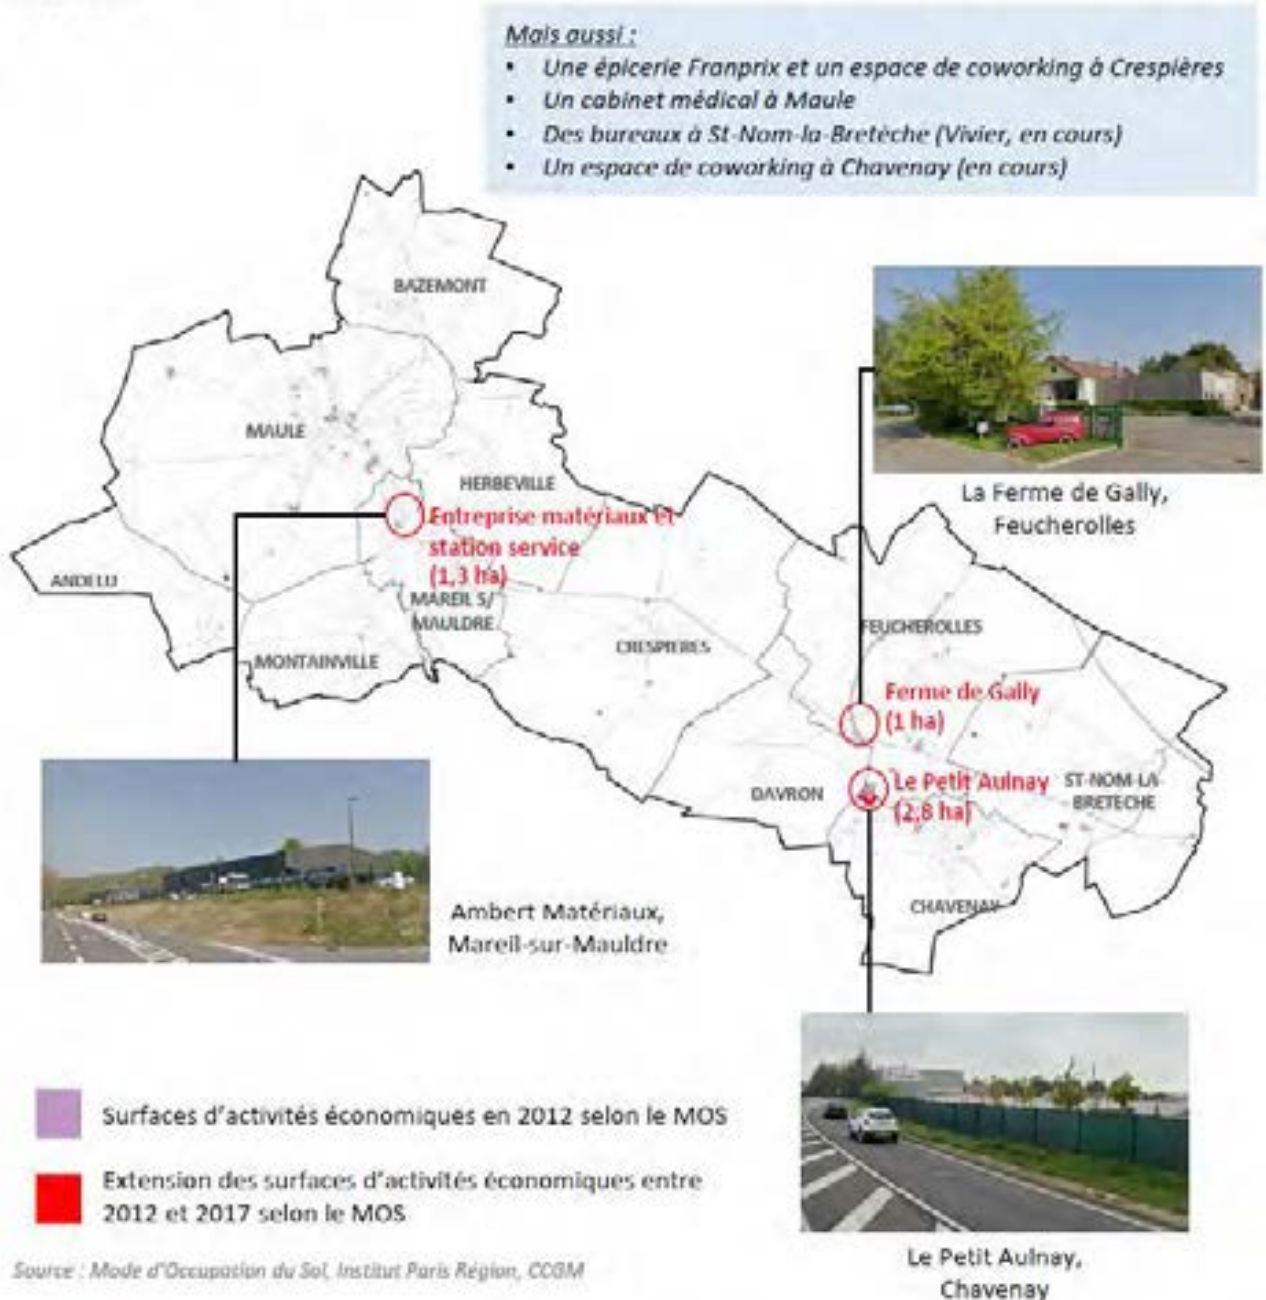 Mais aussi :
• Une épicerie Franprix et un espace de coworking à Crespières
• Un cabinet médical à Maule
• Des bureaux à St-Nom-la-Bretèche (Vivier, en cours)
• Un espace de coworking à Chavenay (en cours)
BAZEMONT
MAULE
HERBEVILLE
Entreprise matériaux et
station service
(1,3 ha)
ANDELU
MAREIL S/
MAULDRE
MONTAINVILLE
CRESPIERES
La Ferme de Gally,
Feucherolles
FEUCHEROLLES
Ferme de Gally
(1 ha)
DAVRON
Le Petit Aulnay
(2,8 ha)
ST-NOM-LA-
BRETECHE
CHAVENAY
Ambert Matériaux,
Mareil-sur-Mauldre
Surfaces d'activités économiques en 2012 selon le MOS
Extension des surfaces d'activités économiques entre
2012 et 2017 selon le MOS
Le Petit Aulnay,
Chavenay
Source : Mode d'Occupation du Sol, Institut Paris Région, CCGM